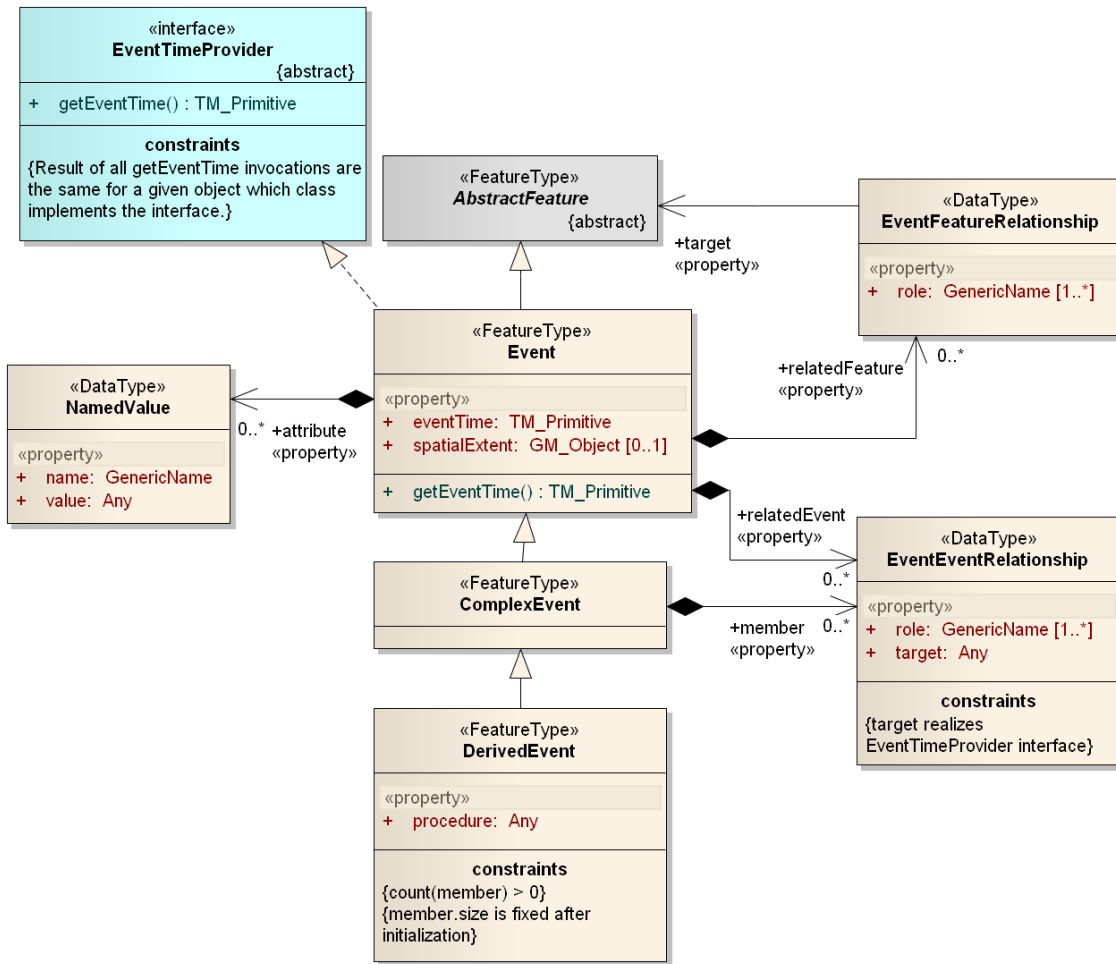 «interface»
EventTimeProvider
{abstract}
+ getEventTime() : TM_Primitive
constraints
{Result of all getEventTime invocations are
the same for a given object which class
implements the interface.}
«FeatureType»
AbstractFeature
{abstract}
+target
«property»
«DataType»
EventFeatureRelationship
«property»
+ role: GenericName [1..*]
0..*
+relatedFeature
«property»
«FeatureType»
Event
«property»
+ eventTime: TM_Primitive
+ spatialExtent: GM_Object [0..1]
+ getEventTime() : TM_Primitive
«DataType»
NamedValue
«property»
+ name: GenericName
+ value: Any
0..*
+attribute
«property»
+relatedEvent
«property»
0..*
«DataType»
EventEventRelationship
«property»
+ role: GenericName [1..*]
+ target: Any
constraints
{target realizes
EventTimeProvider interface}
«FeatureType»
ComplexEvent
+member
«property»
0..*
«FeatureType»
DerivedEvent
«property»
+ procedure: Any
constraints
{count(member) > 0}
{member.size is fixed after
initialization}